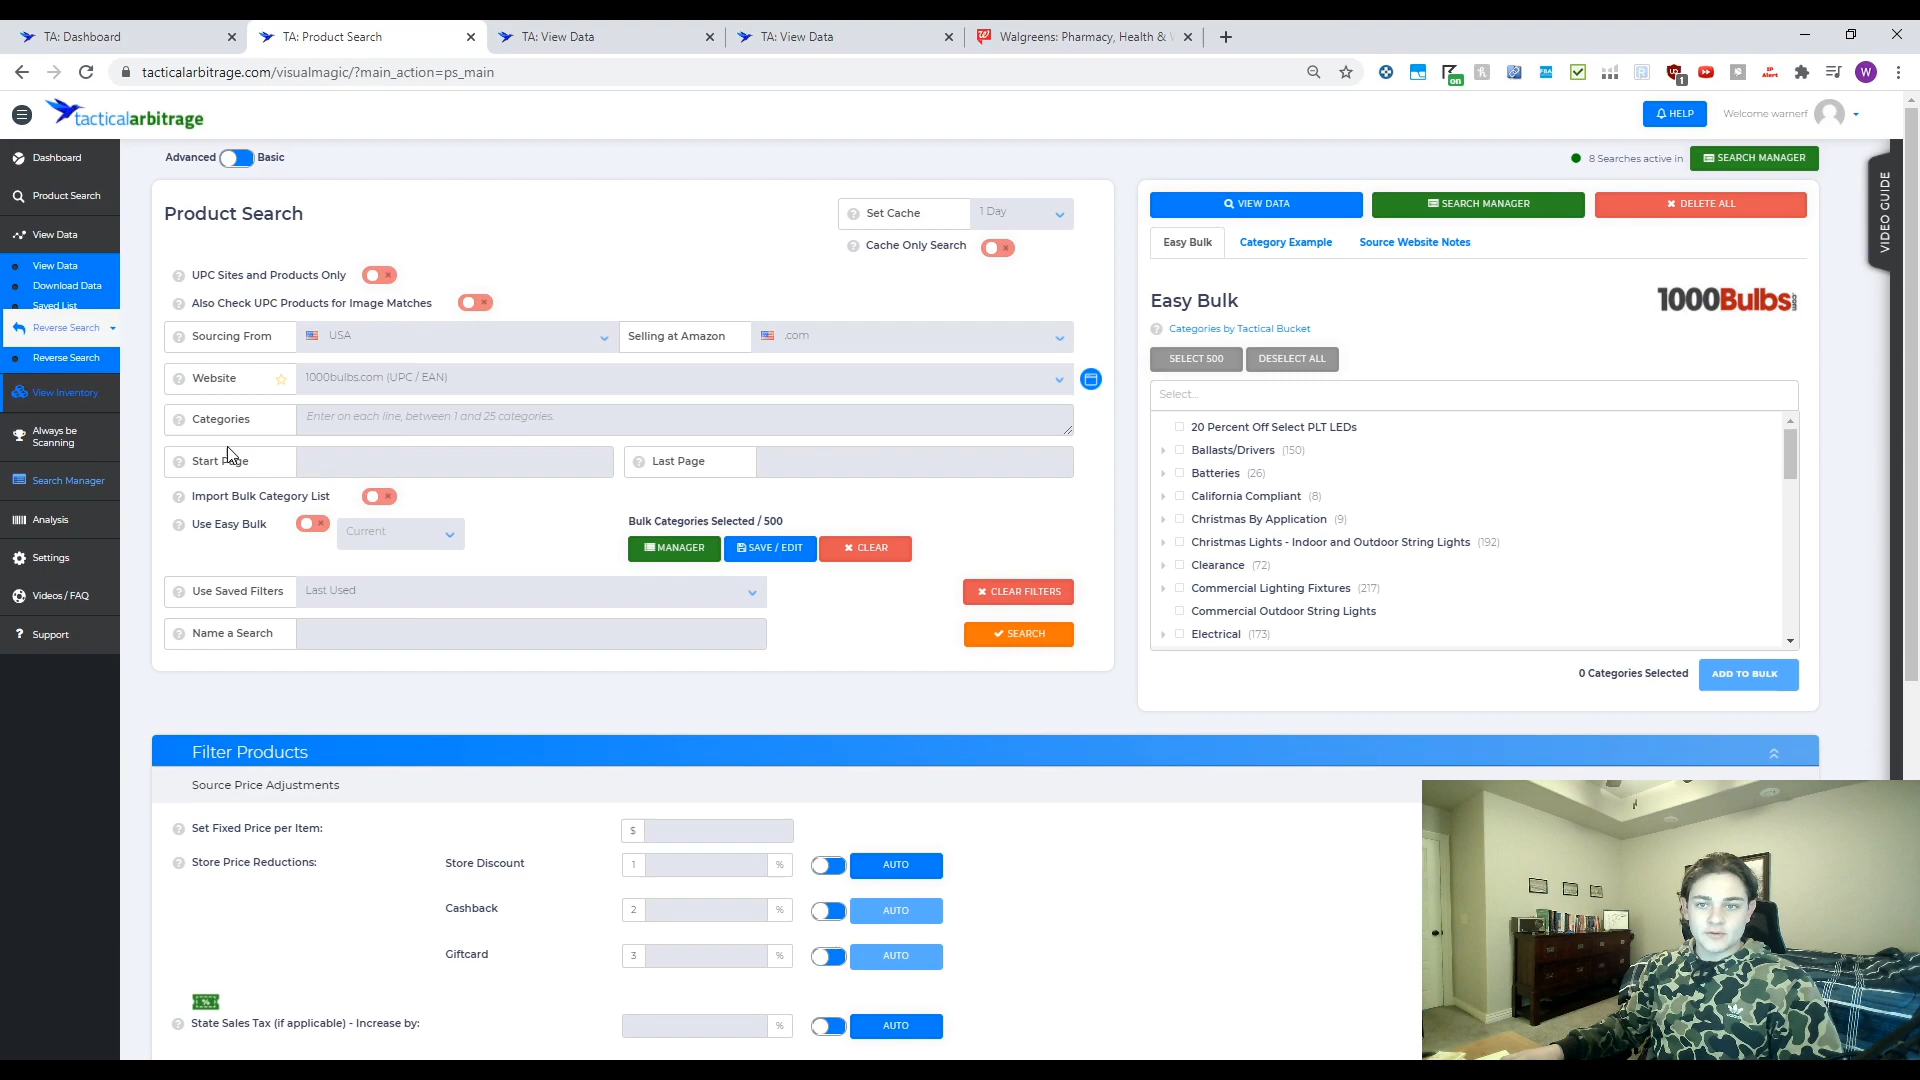 TA: Dashboard
TA: Product Search
TA: View Data
TA: View Data
Walgreens: Pharmacy, Health &
tacticalarbitrage.com/visualmagic/?main_action=ps_main
tacticalarbitrage
HELP
Welcome warnerf
Dashboard
Product Search
View Data
View Data
Download Data
Saved List
Reverse Search
Reverse Search
View Inventory
Always be
Scanning
Search Manager
Analysis
Settings
Videos / FAQ
Support
Advanced
Basic
8 Searches active in
SEARCH MANAGER
VIDEO GUIDE
Product Search
Set Cache
1 Day
Cache Only Search
UPC Sites and Products Only
Also Check UPC Products for Image Matches
Sourcing From
USA
Selling at Amazon
.com
Website
1000bulbs.com (UPC / EAN)
Categories
Enter on each line, between 1 and 25 categories.
Start Page
Last Page
Import Bulk Category List
Use Easy Bulk
Current
Bulk Categories Selected / 500
MANAGER
SAVE / EDIT
CLEAR
Use Saved Filters
Last Used
CLEAR FILTERS
Name a Search
SEARCH
VIEW DATA
SEARCH MANAGER
DELETE ALL
Easy Bulk
Category Example
Source Website Notes
Easy Bulk
1000Bulbs.com
Categories by Tactical Bucket
SELECT 500
DESELECT ALL
Select...
20 Percent Off Select PLT LEDs
Ballasts/Drivers (150)
Batteries (26)
California Compliant (8)
Christmas By Application (9)
Christmas Lights - Indoor and Outdoor String Lights (192)
Clearance (72)
Commercial Lighting Fixtures (217)
Commercial Outdoor String Lights
Electrical (173)
0 Categories Selected
ADD TO BULK
Filter Products
Source Price Adjustments
Set Fixed Price per Item:
$
Store Price Reductions:
Store Discount
1
%
AUTO
Cashback
2
%
AUTO
Giftcard
3
%
AUTO
State Sales Tax (if applicable) - Increase by:
%
AUTO